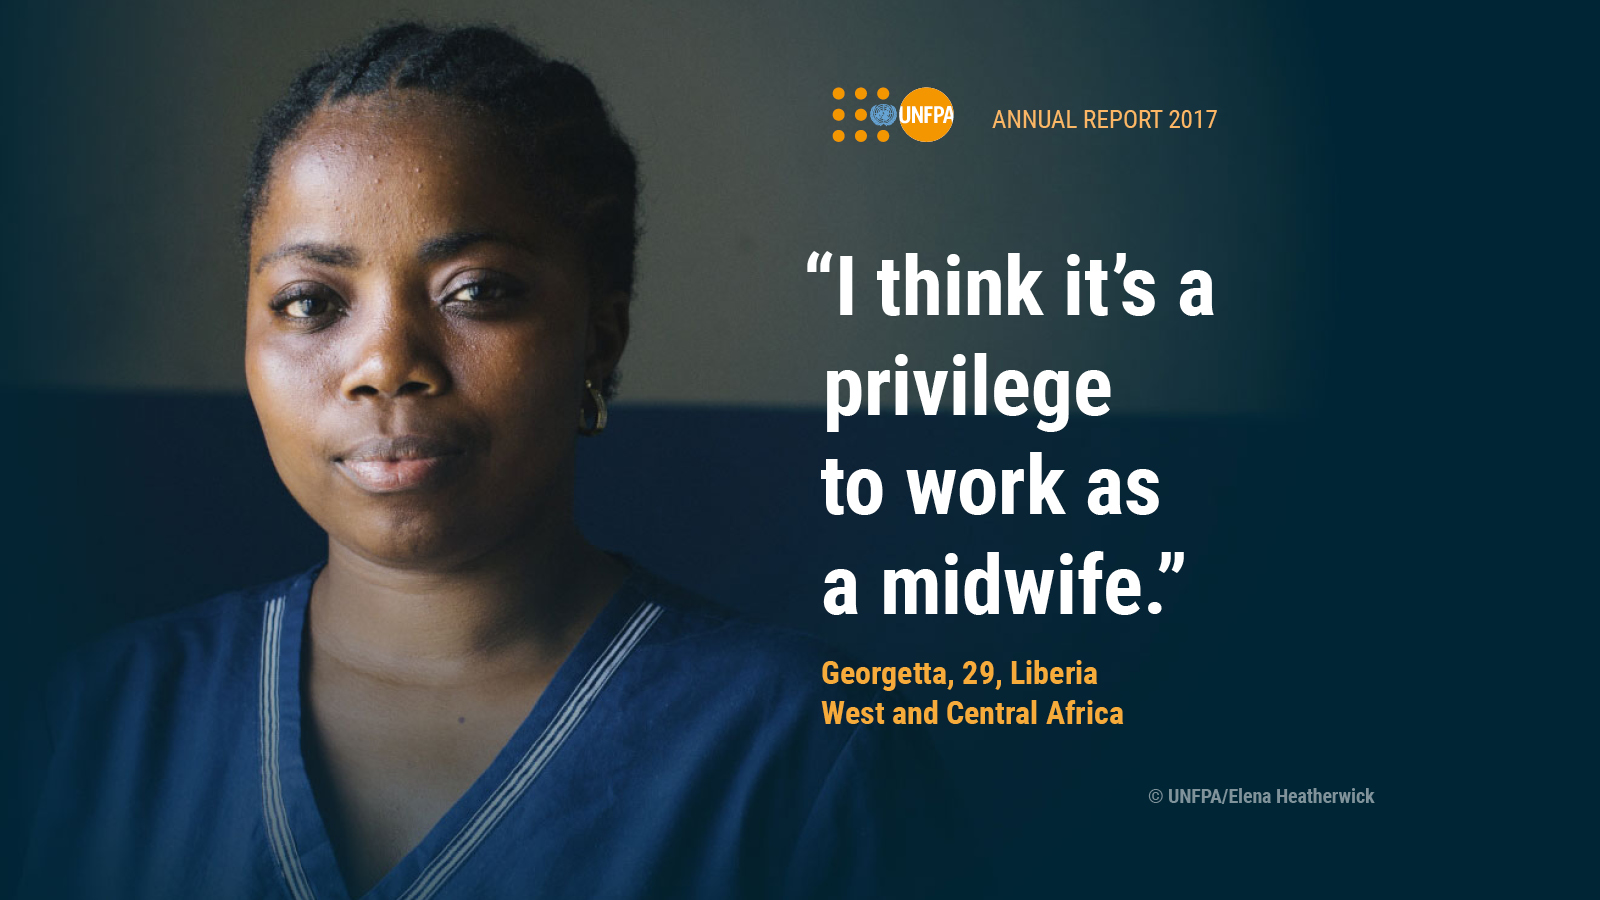 UNFPA
ANNUAL REPORT 2017
“I think it’s a
privilege
to work as
a midwife.”
Georgetta, 29, Liberia
West and Central Africa
© UNFPA/Elena Heatherwick